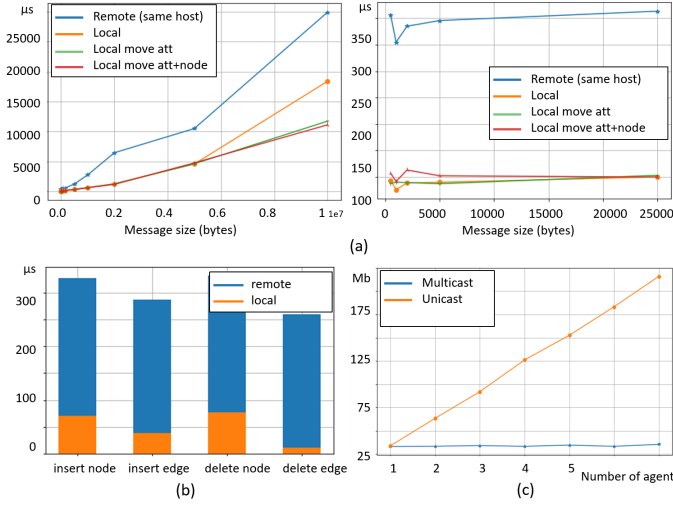 μs
Remote (same host)
Local
Local move att
Local move att+node
25000
20000
15000
10000
5000
0
0.0
0.2
0.4
0.6
0.8
1.0
1e7
Message size (bytes)
μs
400
350
300
250
200
150
100
Remote (same host)
Local
Local move att
Local move att+node
0
5000
10000
15000
20000
25000
Message size (bytes)
(a)
μs
remote
local
300
200
100
0
insert node
insert edge
delete node
delete edge
(b)
Mb
Multicast
Unicast
175
125
75
25
1
2
3
4
5
Number of agent
(c)